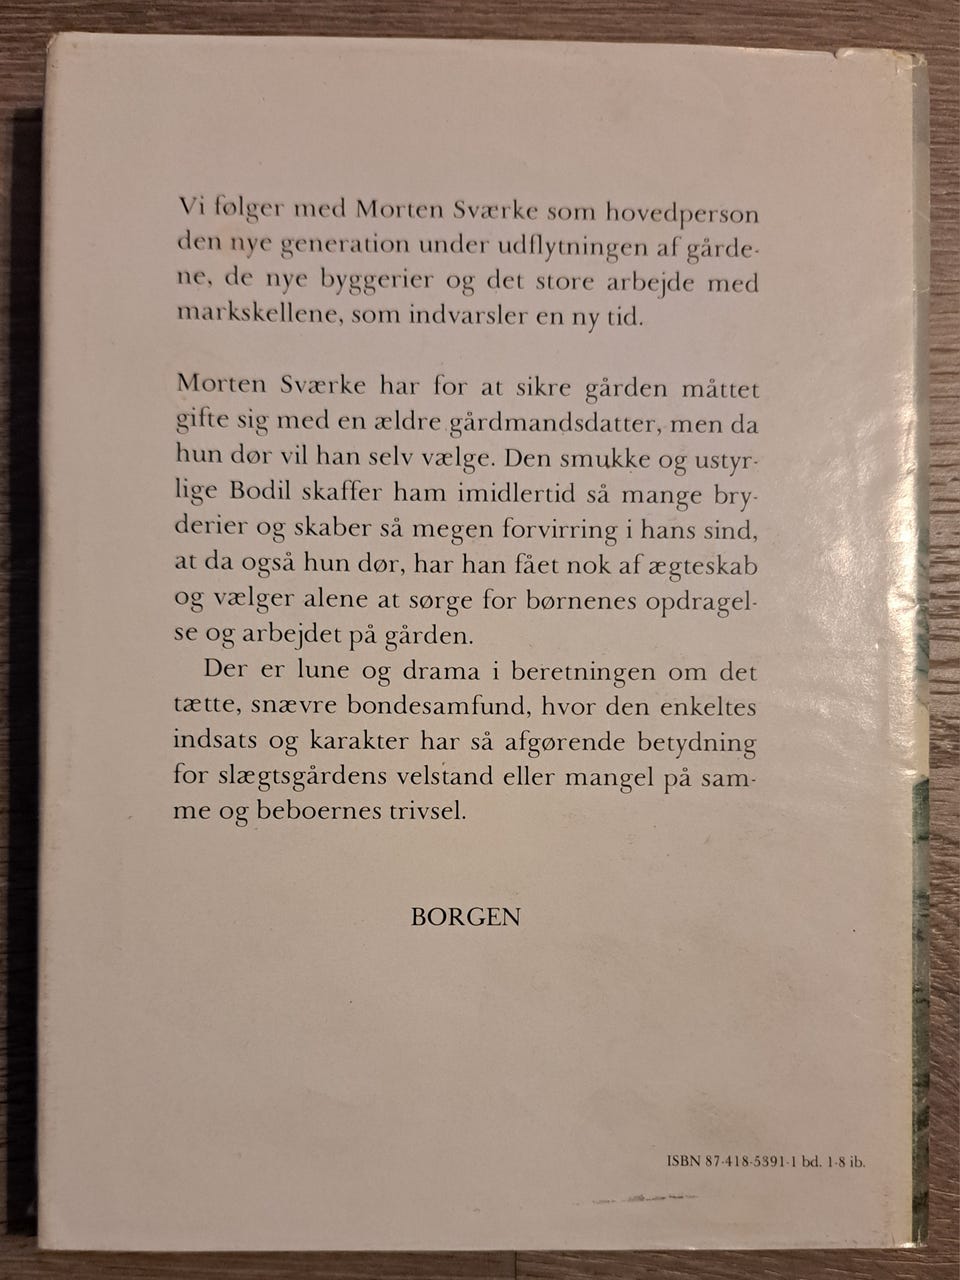 Vi følger med Morten Sværke som hovedperson
den nye generation under udflytningen af gårde-
ne, de nye byggerier og det store arbejde med
markskellene, som indvarsler en ny tid.
Morten Sværke har for at sikre gården måttet
gifte sig med en ældre gårdmandsdatter, men da
hun dør vil han selv vælge. Den smukke og ustyr-
lige Bodil skaffer ham imidlertid så mange bry-
derier og skaber så megen forvirring i hans sind,
at da også hun dør, har han fået nok af ægteskab
og vælger alene at sørge for børnenes opdragel-
se og arbejdet på gården.
Der er lune og drama i beretningen om det
tætte, snævre bondesamfund, hvor den enkeltes
indsats og karakter har så afgørende betydning
for slægtsgårdens velstand eller mangel på sam-
me og beboernes trivsel.
BORGEN
ISBN 87-418-5391-1 bd. 1-8 ib.